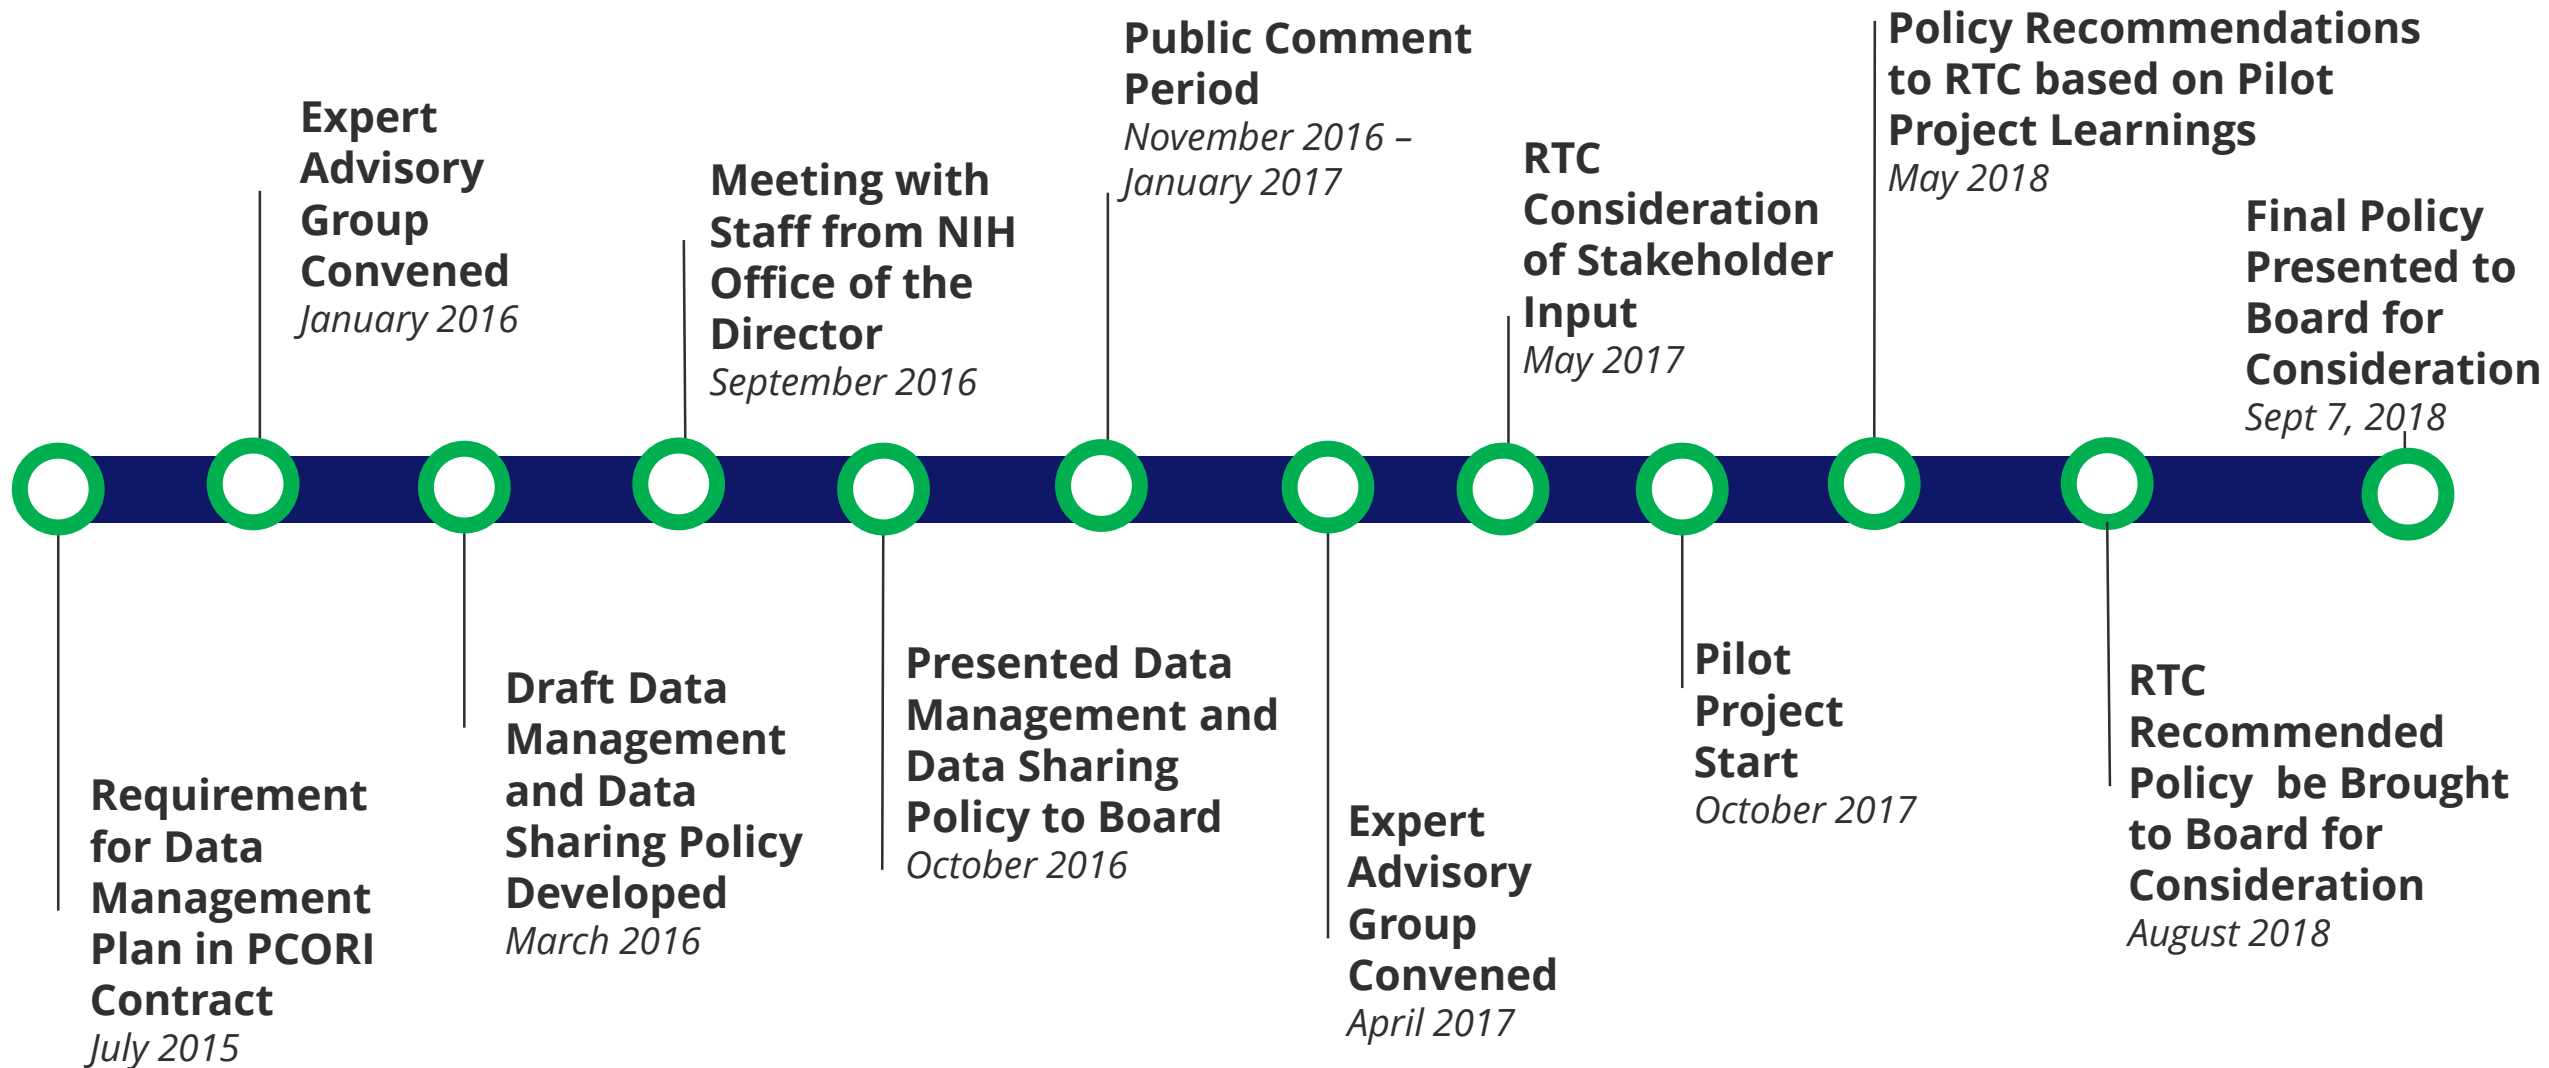 Requirement
for Data
Management
Plan in PCORI
Contract
July 2015
Expert
Advisory
Group
Convened
January 2016
Draft Data
Management
and Data
Sharing Policy
Developed
March 2016
Meeting with
Staff from NIH
Office of the
Director
September 2016
Presented Data
Management and
Data Sharing
Policy to Board
October 2016
Public Comment
Period
November 2016 –
January 2017
Expert
Advisory
Group
Convened
April 2017
RTC
Consideration
of Stakeholder
Input
May 2017
Pilot
Project
Start
October 2017
Policy Recommendations
to RTC based on Pilot
Project Learnings
May 2018
RTC
Recommended
Policy  be Brought
to Board for
Consideration
August 2018
Final Policy
Presented to
Board for
Consideration
Sept 7, 2018